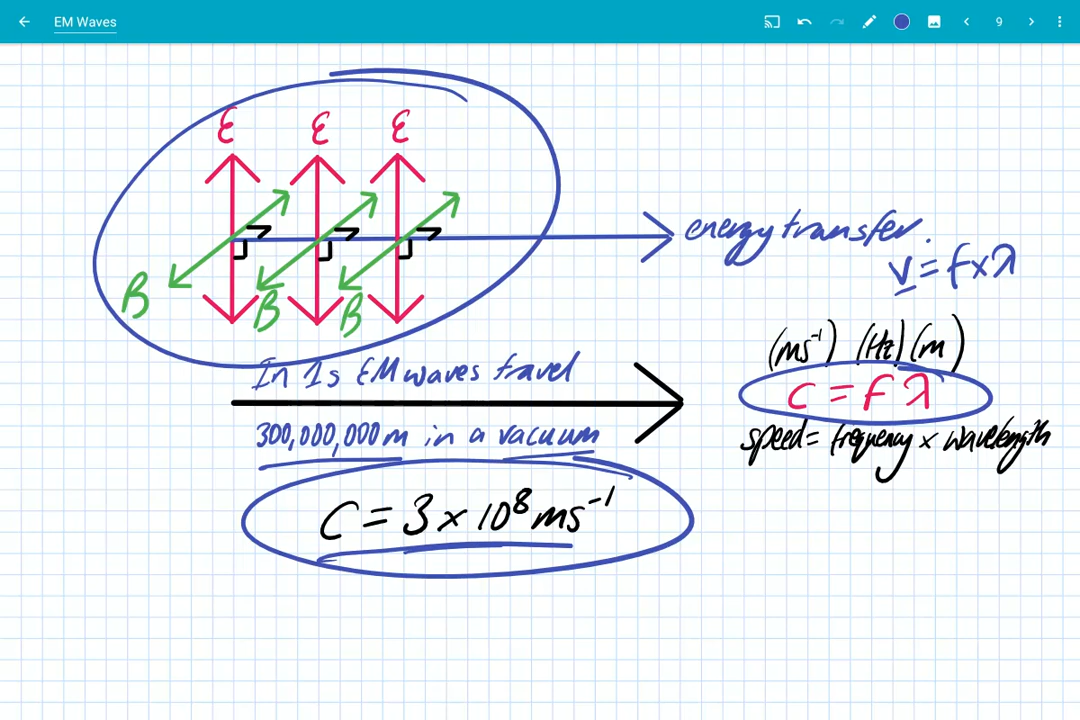 EM Waves
9
ε ε ε
energy transfer.
B B B
v = f x λ
In 1s EM waves travel
(ms⁻¹) (Hz) (m)
c = f λ
300,000,000m in a vacuum
speed = frequency x wavelength
C = 3 x 10⁸ ms⁻¹